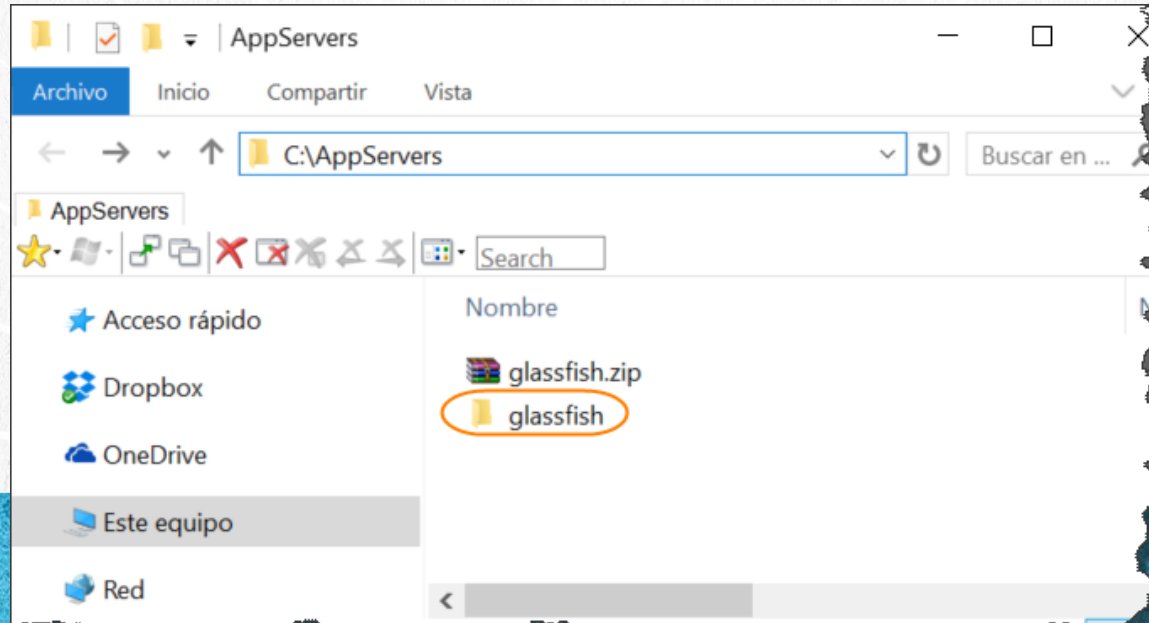 AppServers
Archivo Inicio Compartir Vista
C:\AppServers Buscar en ...
AppServers
Search
Acceso rápido
Dropbox
OneDrive
Este equipo
Red
Nombre
glassfish.zip
glassfish